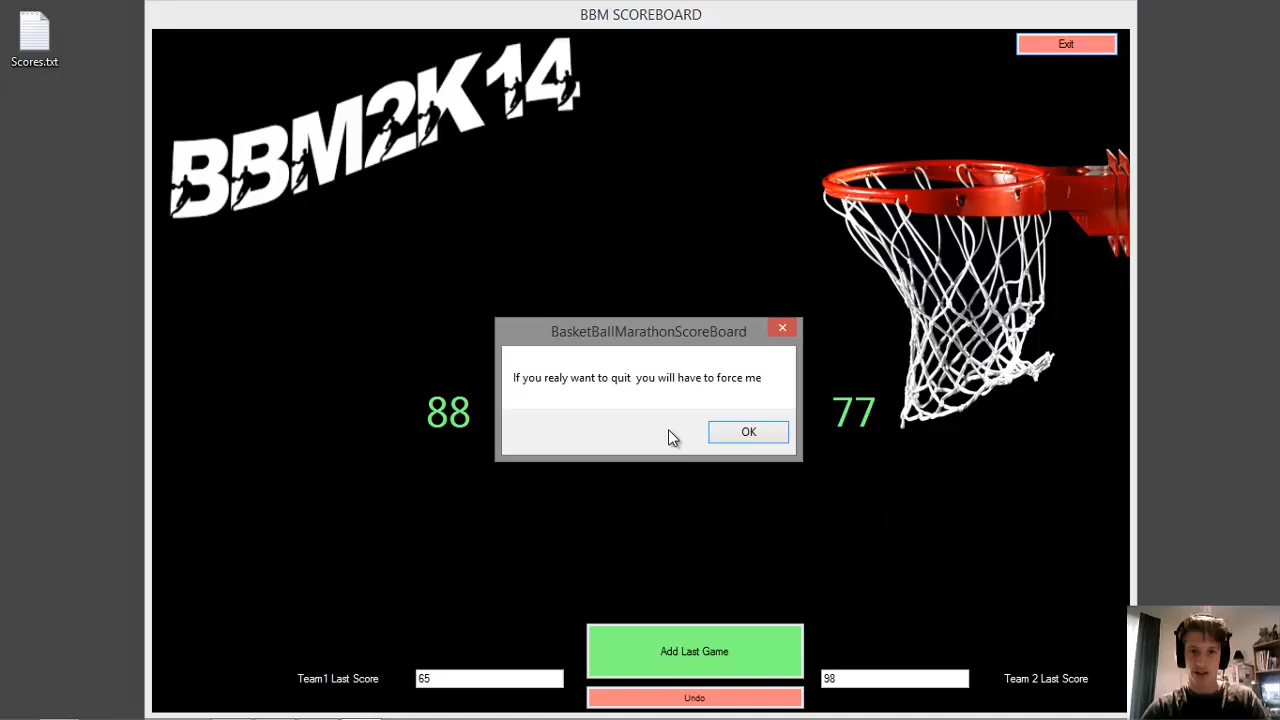 Scores.txt
BBM SCOREBOARD
Exit
BBM2K14
BasketBallMarathonScoreBoard
If you realy want to quit  you will have to force me
OK
88
77
Add Last Game
Team1 Last Score
65
98
Team 2 Last Score
Undo